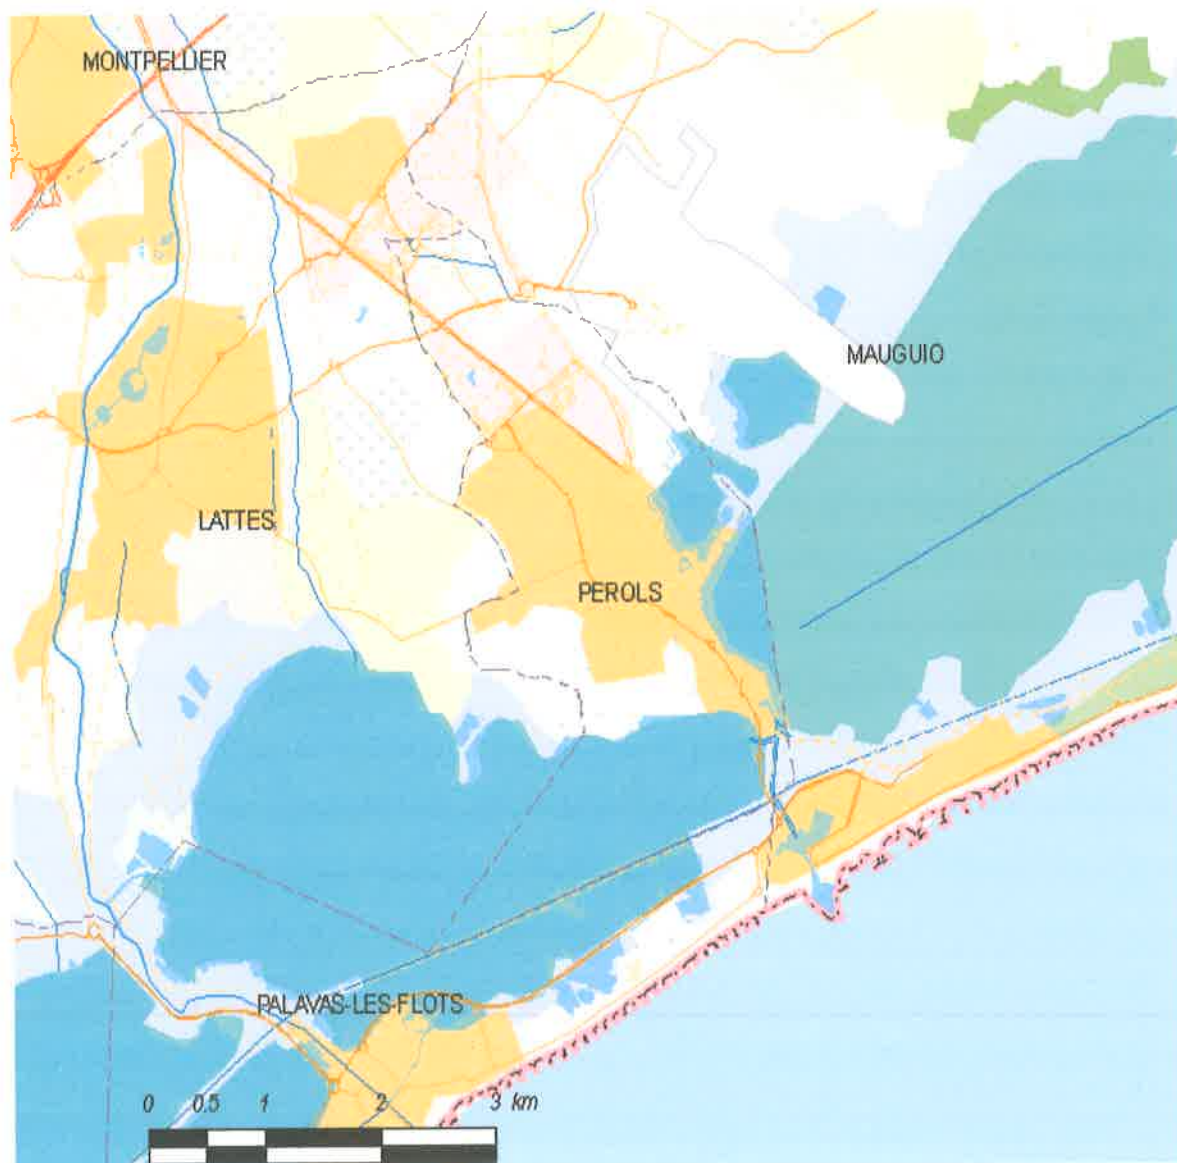 MONTPELLIER
MAUGUIO
LATTES
PEROLS
PALAVAS-LES-FLOTS
0 0.5 1 2 3 km